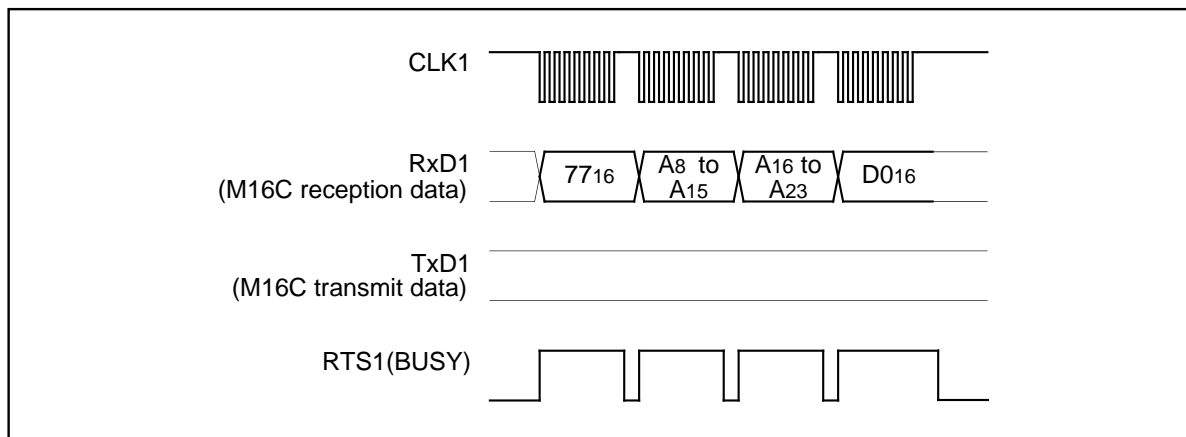 CLK1
RxD1
(M16C reception data)
7716
A8 to
A15
A16 to
A23
D016
TxD1
(M16C transmit data)
RTS1(BUSY)